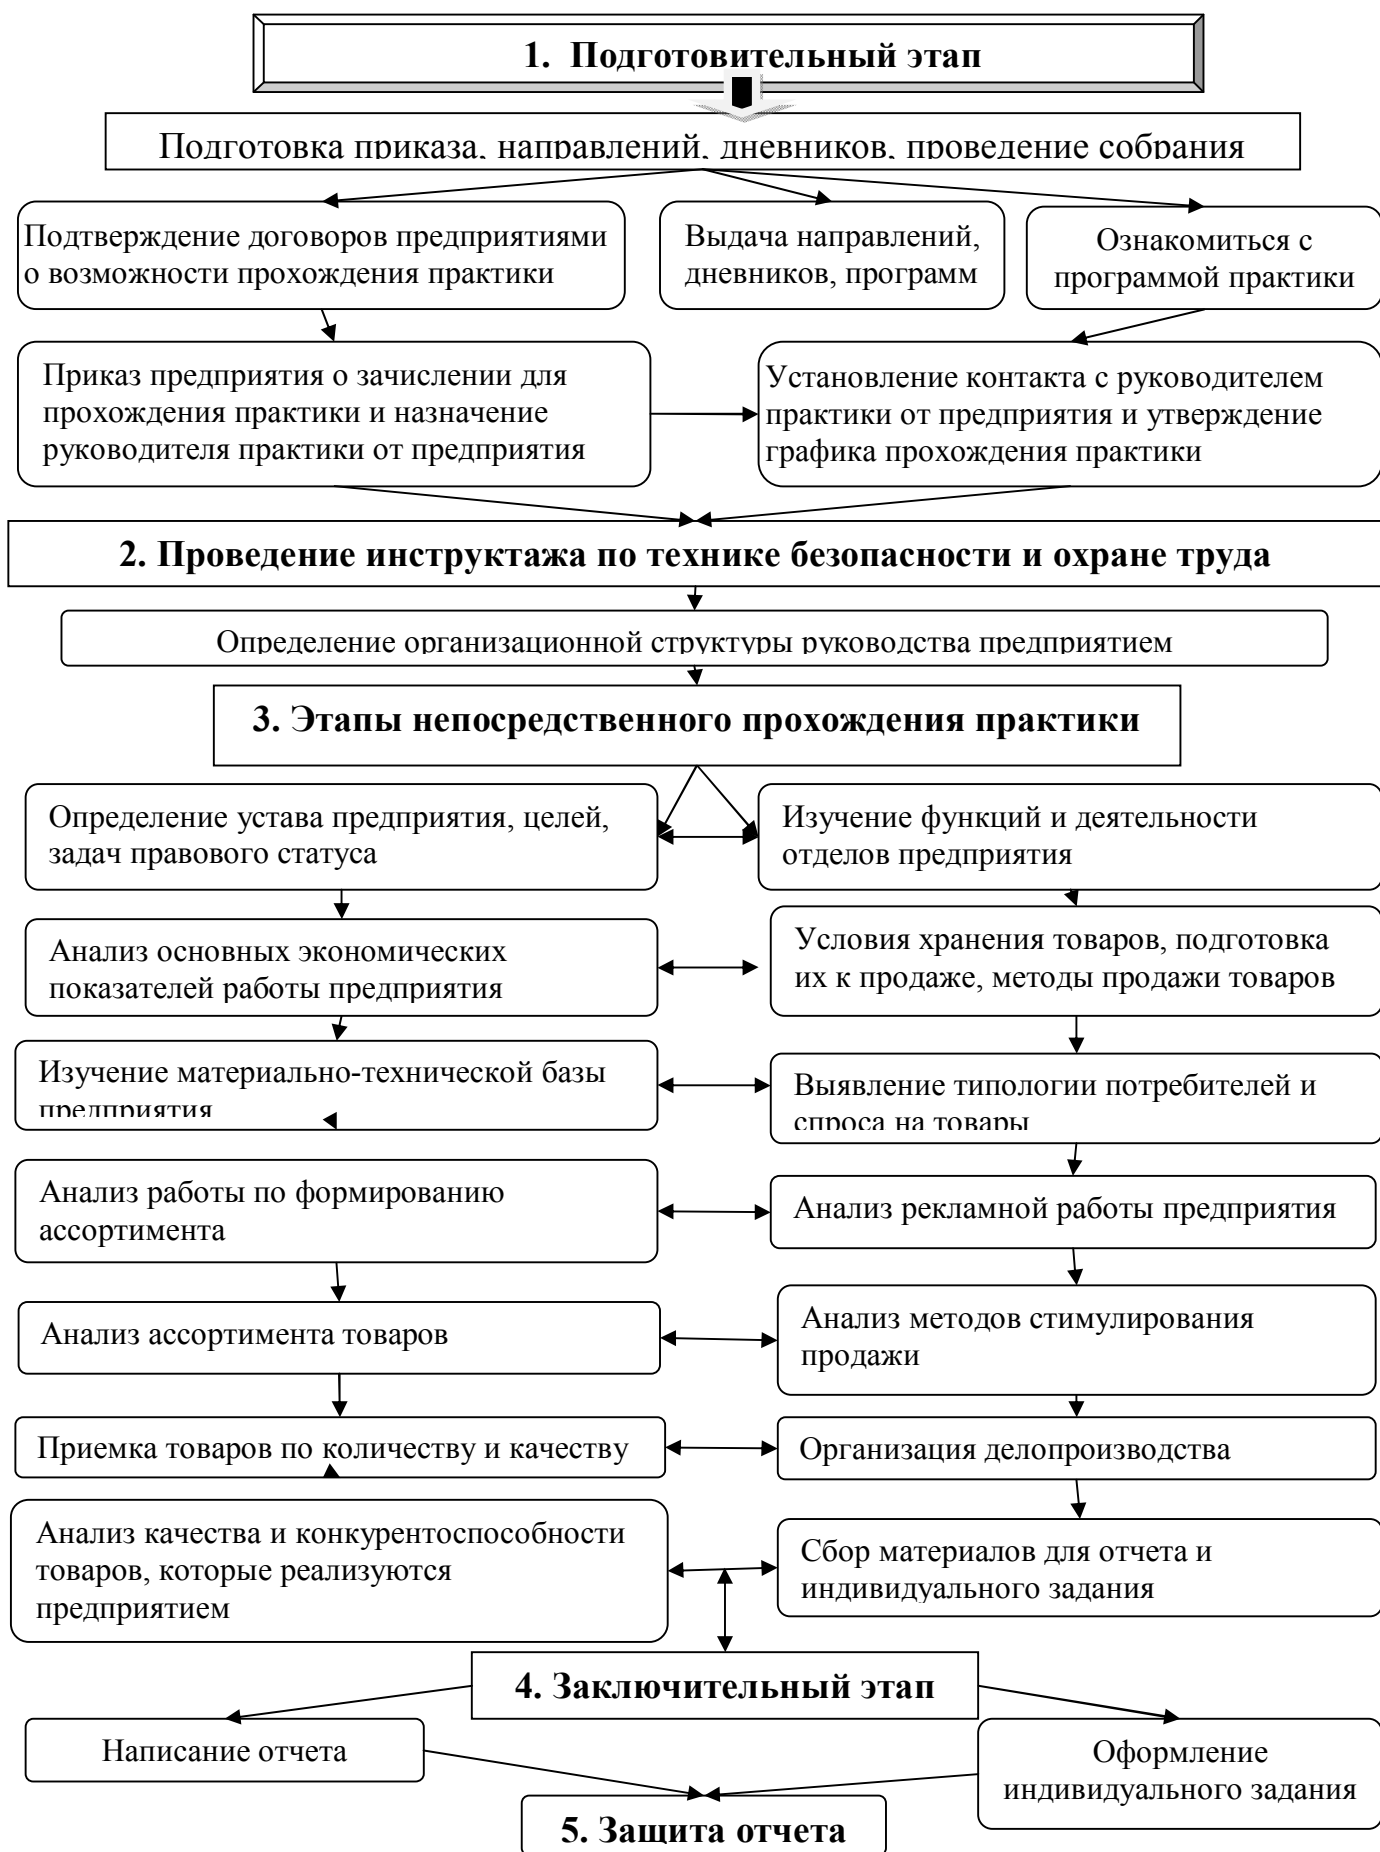 1. Подготовительный этап
Подготовка приказа, направлений, дневников, проведение собрания
Подтверждение договоров предприятиями
о возможности прохождения практики
Выдача направлений,
дневников, программ
Ознакомиться с
программой практики
Приказ предприятия о зачислении для
прохождения практики и назначение
руководителя практики от предприятия
Установление контакта с руководителем
практики от предприятия и утверждение
графика прохождения практики
2. Проведение инструктажа по технике безопасности и охране труда
Определение организационной структуры руководства предприятием
3. Этапы непосредственного прохождения практики
Определение устава предприятия, целей,
задач правового статуса
Изучение функций и деятельности
отделов предприятия
Анализ основных экономических
показателей работы предприятия
Условия хранения товаров, подготовка
их к продаже, методы продажи товаров
Изучение материально-технической базы
предприятия
Выявление типологии потребителей и
спроса на товары
Анализ работы по формированию
ассортимента
Анализ рекламной работы предприятия
Анализ ассортимента товаров
Анализ методов стимулирования
продажи
Приемка товаров по количеству и качеству
Организация делопроизводства
Анализ качества и конкурентоспособности
товаров, которые реализуются
предприятием
Сбор материалов для отчета и
индивидуального задания
4. Заключительный этап
Написание отчета
Оформление
индивидуального задания
5. Защита отчета